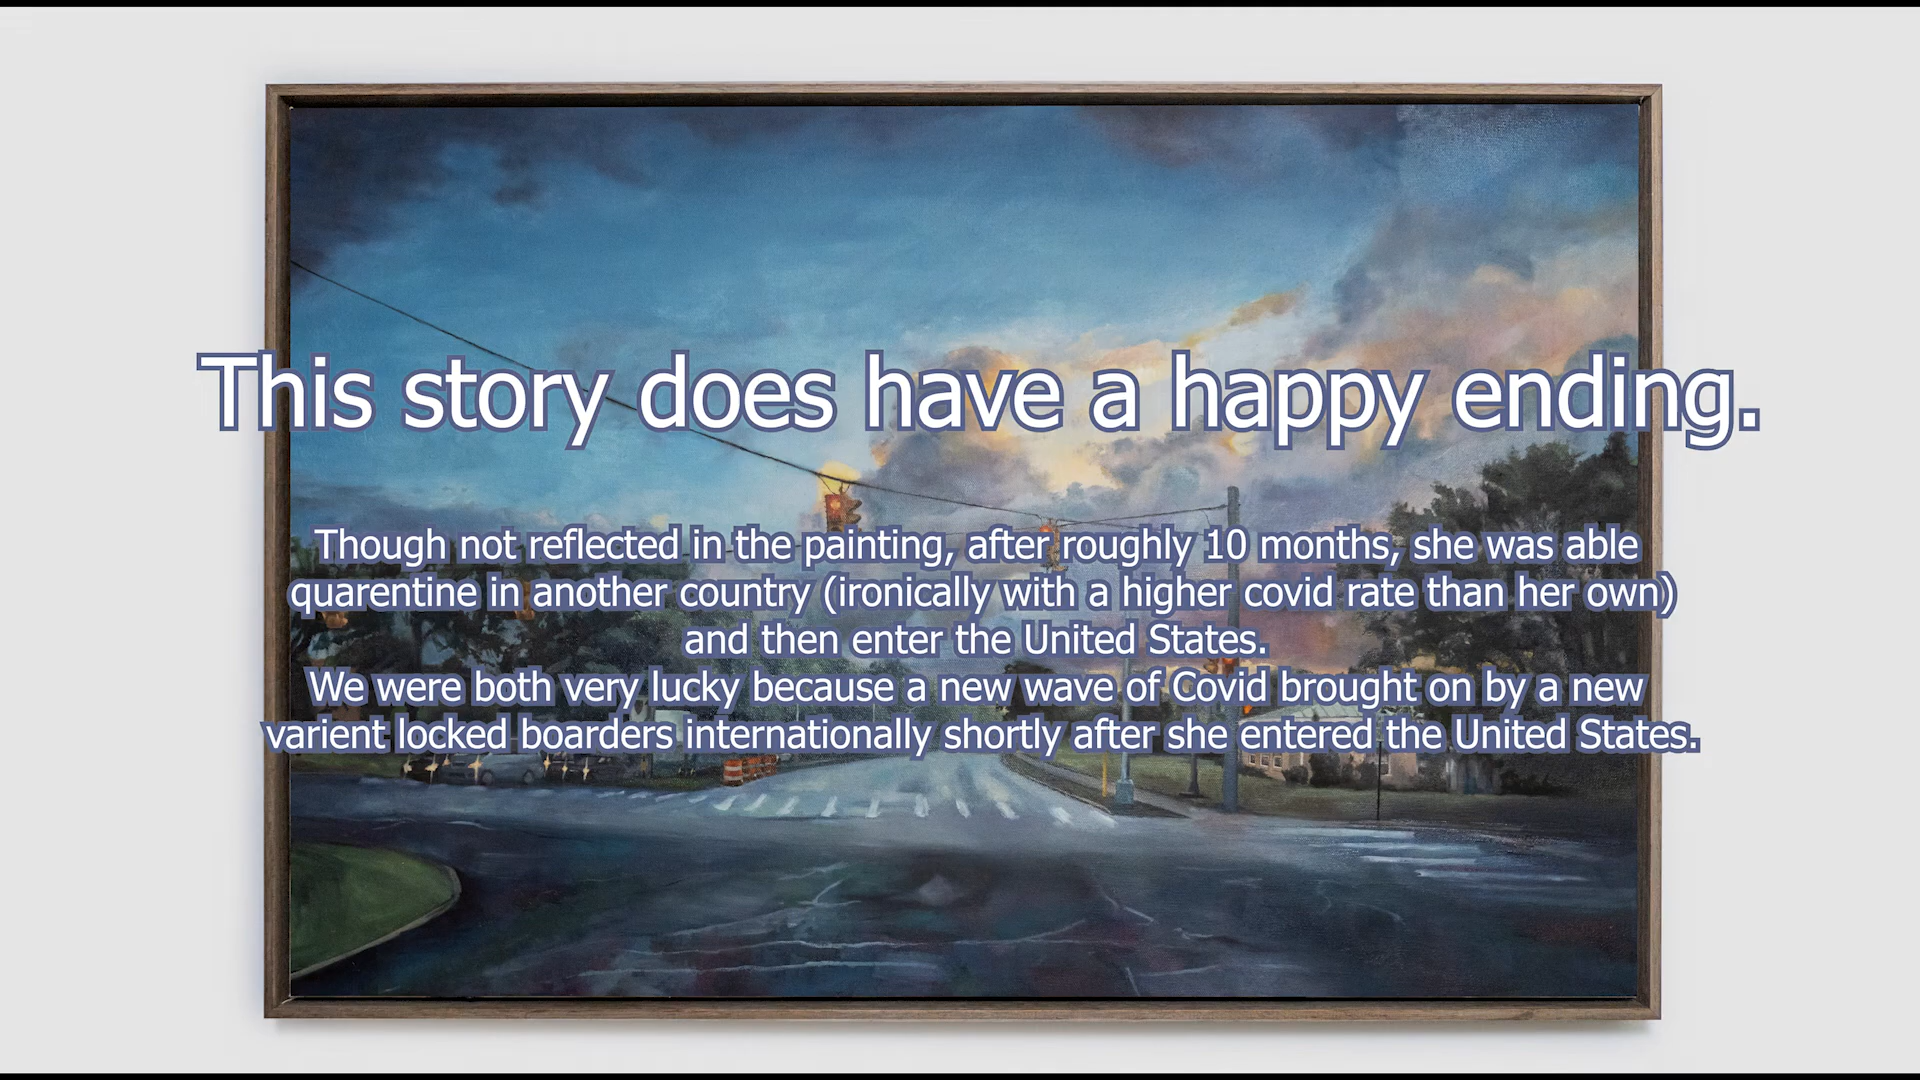 This story does have a happy ending.
Though not reflected in the painting, after roughly 10 months, she was able
quarentine in another country (ironically with a higher covid rate than her own)
and then enter the United States.
We were both very lucky because a new wave of Covid brought on by a new
varient locked boarders internationally shortly after she entered the United States.